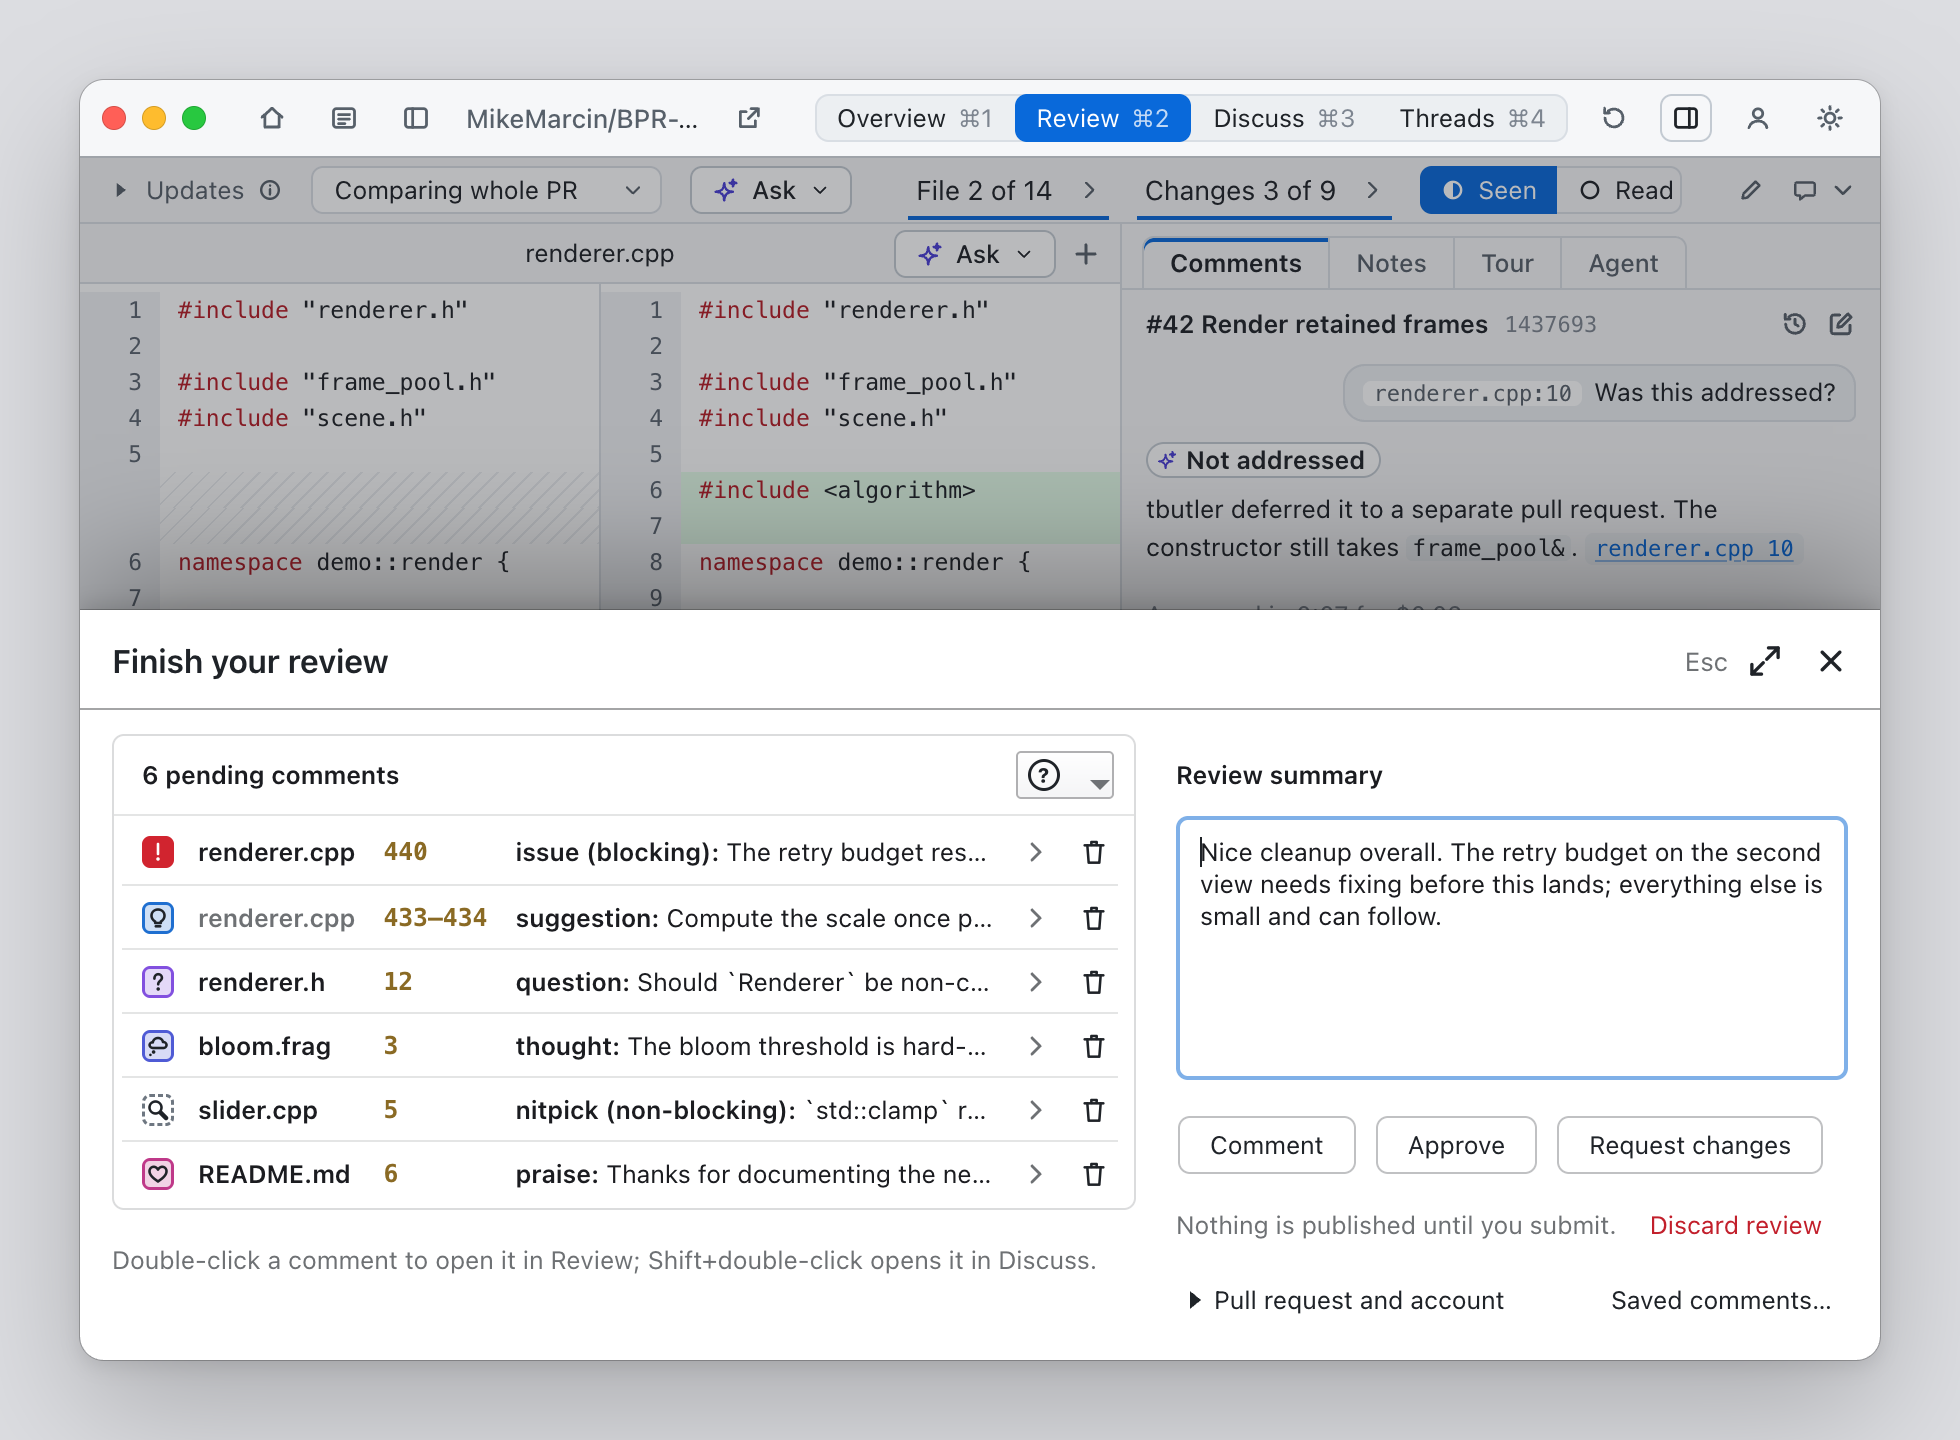 MikeMarcin/BPR-...
Overview ⌘1
Review ⌘2
Discuss ⌘3
Threads ⌘4
Updates
Comparing whole PR
Ask
File 2 of 14
Changes 3 of 9
Seen
Read
renderer.cpp
Ask
1 #include "renderer.h"
2
3 #include "frame_pool.h"
4 #include "scene.h"
5
6 namespace demo::render {
7
1 #include "renderer.h"
2
3 #include "frame_pool.h"
4 #include "scene.h"
5
6 #include <algorithm>
7
8 namespace demo::render {
9
Comments
Notes
Tour
Agent
#42 Render retained frames 1437693
renderer.cpp:10 Was this addressed?
Not addressed
tbutler deferred it to a separate pull request. The
constructor still takes frame_pool&. renderer.cpp 10
Finish your review
Esc
6 pending comments
?
! renderer.cpp 440 issue (blocking): The retry budget res...
renderer.cpp 433–434 suggestion: Compute the scale once p...
? renderer.h 12 question: Should `Renderer` be non-c...
bloom.frag 3 thought: The bloom threshold is hard-...
slider.cpp 5 nitpick (non-blocking): `std::clamp` r...
README.md 6 praise: Thanks for documenting the ne...
Double-click a comment to open it in Review; Shift+double-click opens it in Discuss.
Review summary
Nice cleanup overall. The retry budget on the second
view needs fixing before this lands; everything else is
small and can follow.
Comment
Approve
Request changes
Nothing is published until you submit.
Discard review
Pull request and account
Saved comments...